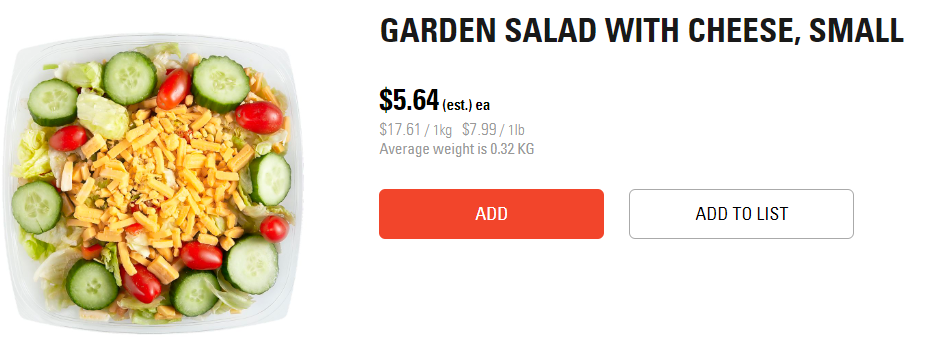 GARDEN SALAD WITH CHEESE, SMALL
$5.64 (est.) ea
$17.61 / 1kg $7.99 / 1lb
Average weight is 0.32 KG
ADD ADD TO LIST